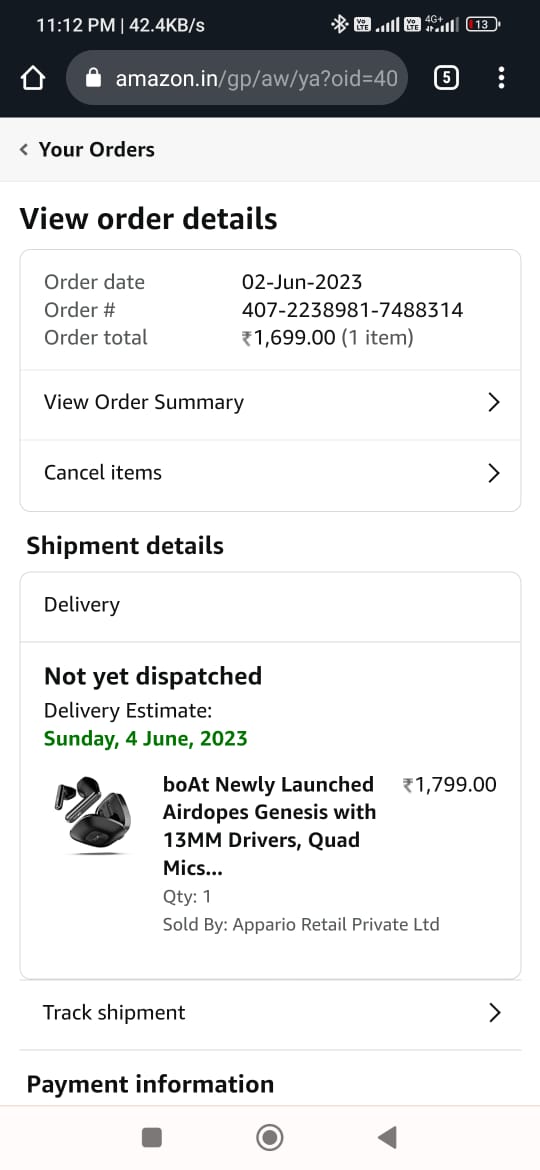 11:12 PM | 42.4KB/s
Vo LTE
Vo LTE
4G+
13
amazon.in/gp/aw/ya?oid=40
5
Your Orders
View order details
Order date 02-Jun-2023
Order # 407-2238981-7488314
Order total ₹1,699.00 (1 item)
View Order Summary
Cancel items
Shipment details
Delivery
Not yet dispatched
Delivery Estimate:
Sunday, 4 June, 2023
boAt Newly Launched ₹1,799.00
Airdopes Genesis with
13MM Drivers, Quad
Mics...
Qty: 1
Sold By: Appario Retail Private Ltd
Track shipment
Payment information